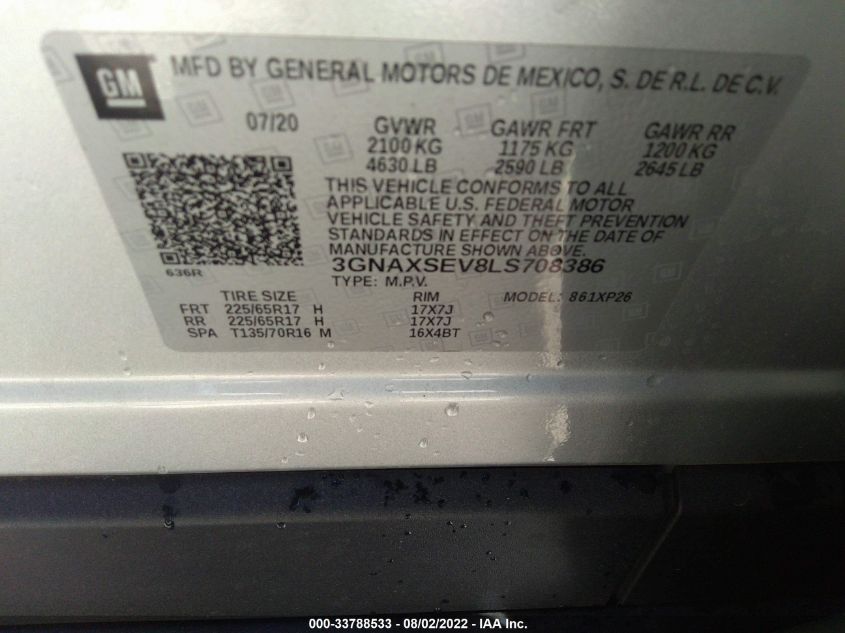 GM MFD BY GENERAL MOTORS DE MEXICO, S. DE R.L. DE C.V.
07/20 GVWR GAWR FRT GAWR RR
2100 KG 1175 KG 1200 KG
4630 LB 2590 LB 2645 LB
THIS VEHICLE CONFORMS TO ALL
APPLICABLE U.S. FEDERAL MOTOR
VEHICLE SAFETY AND THEFT PREVENTION
STANDARDS IN EFFECT ON THE DATE OF
MANUFACTURE SHOWN ABOVE.
636R 3GNAXSEV8LS708386
TYPE: M.P.V.
TIRE SIZE RIM MODEL: 861XP26
FRT 225/65R17 H 17X7J
RR 225/65R17 H 17X7J
SPA T135/70R16 M 16X4BT
000-33788533 - 08/02/2022 - IAA Inc.